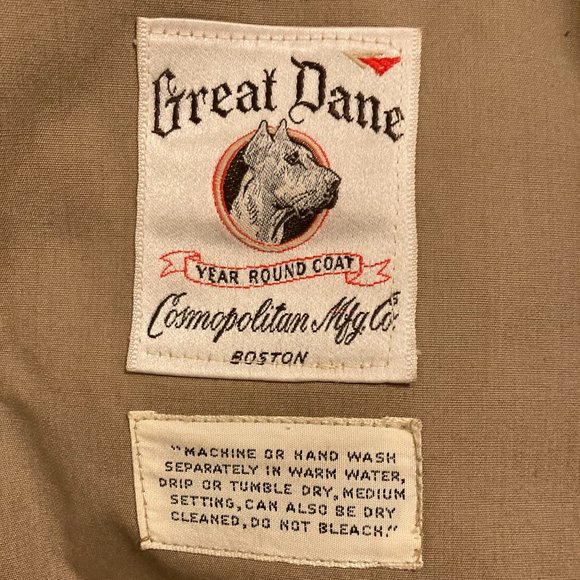 Great Dane
YEAR ROUND COAT
Cosmopolitan Mfg. Co.
BOSTON
"MACHINE OR HAND WASH
SEPARATELY IN WARM WATER,
DRIP OR TUMBLE DRY, MEDIUM
SETTING, CAN ALSO BE DRY
CLEANED, DO NOT BLEACH."